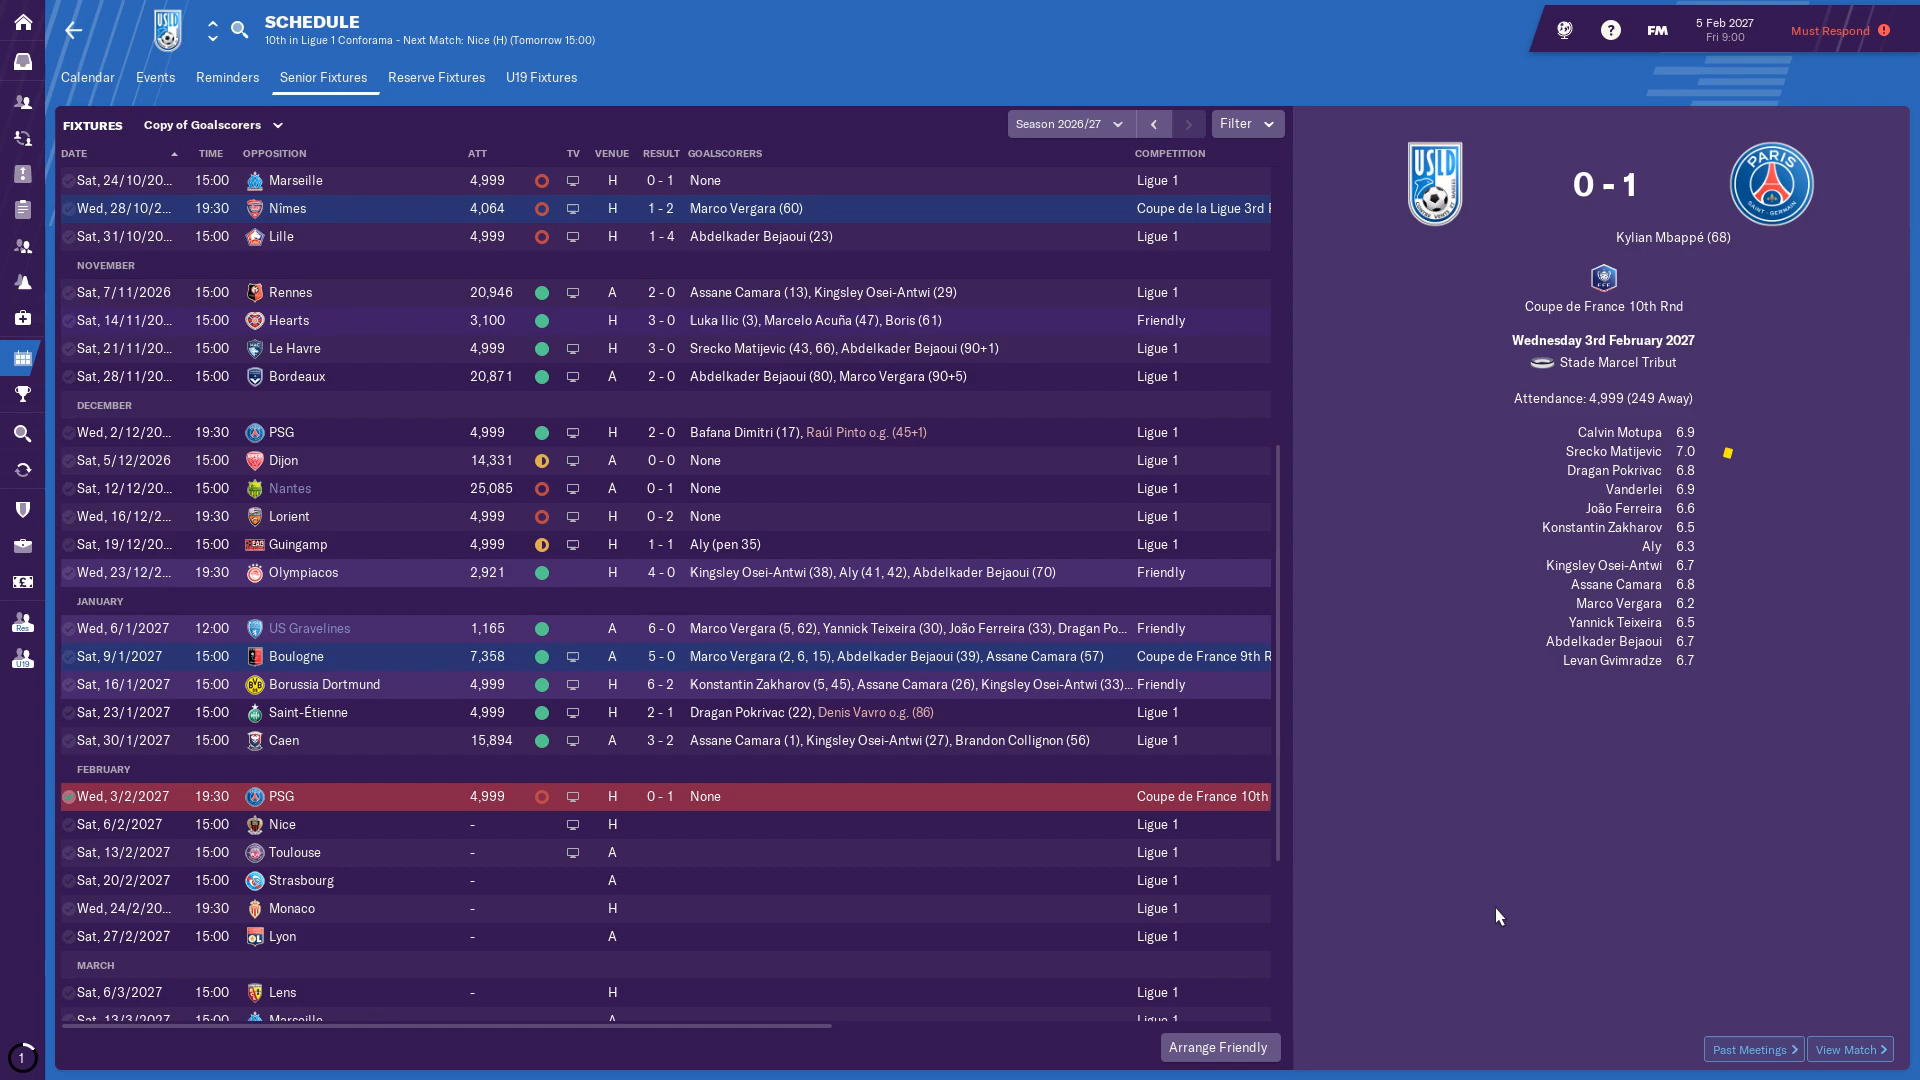 SCHEDULE
10th in Ligue 1 Conforama - Next Match: Nice (H) (Tomorrow 15:00)
5 Feb 2027
Fri 9:00
FM
Must Respond
Calendar Events Reminders Senior Fixtures Reserve Fixtures U19 Fixtures
FIXTURES Copy of Goalscorers Season 2026/27 Filter
DATE TIME OPPOSITION ATT TV VENUE RESULT GOALSCORERS COMPETITION
Sat, 24/10/20... 15:00 Marseille 4,999 H 0 - 1 None Ligue 1
Wed, 28/10/2... 19:30 Nîmes 4,064 H 1 - 2 Marco Vergara (60) Coupe de la Ligue 3rd
Sat, 31/10/20... 15:00 Lille 4,999 H 1 - 4 Abdelkader Bejaoui (23) Ligue 1
NOVEMBER
Sat, 7/11/2026 15:00 Rennes 20,946 A 2 - 0 Assane Camara (13), Kingsley Osei-Antwi (29) Ligue 1
Sat, 14/11/20... 15:00 Hearts 3,100 H 3 - 0 Luka Ilic (3), Marcelo Acuña (47), Boris (61) Friendly
Sat, 21/11/20... 15:00 Le Havre 4,999 H 3 - 0 Srecko Matijevic (43, 66), Abdelkader Bejaoui (90+1) Ligue 1
Sat, 28/11/20... 15:00 Bordeaux 20,871 A 2 - 0 Abdelkader Bejaoui (80), Marco Vergara (90+5) Ligue 1
DECEMBER
Wed, 2/12/20... 19:30 PSG 4,999 H 2 - 0 Bafana Dimitri (17), Raúl Pinto o.g. (45+1) Ligue 1
Sat, 5/12/2026 15:00 Dijon 14,331 A 0 - 0 None Ligue 1
Sat, 12/12/20... 15:00 Nantes 25,085 A 0 - 1 None Ligue 1
Wed, 16/12/2... 19:30 Lorient 4,999 H 0 - 2 None Ligue 1
Sat, 19/12/20... 15:00 Guingamp 4,999 H 1 - 1 Aly (pen 35) Ligue 1
Wed, 23/12/2... 19:30 Olympiacos 2,921 H 4 - 0 Kingsley Osei-Antwi (38), Aly (41, 42), Abdelkader Bejaoui (70) Friendly
JANUARY
Wed, 6/1/2027 12:00 US Gravelines 1,165 A 6 - 0 Marco Vergara (5, 62), Yannick Teixeira (30), João Ferreira (33), Dragan Po... Friendly
Sat, 9/1/2027 15:00 Boulogne 7,358 A 5 - 0 Marco Vergara (2, 6, 15), Abdelkader Bejaoui (39), Assane Camara (57) Coupe de France 9th R
Sat, 16/1/2027 15:00 Borussia Dortmund 4,999 H 6 - 2 Konstantin Zakharov (5, 45), Assane Camara (26), Kingsley Osei-Antwi (33)... Friendly
Sat, 23/1/2027 15:00 Saint-Étienne 4,999 H 2 - 1 Dragan Pokrivac (22), Denis Vavro o.g. (86) Ligue 1
Sat, 30/1/2027 15:00 Caen 15,894 A 3 - 2 Assane Camara (1), Kingsley Osei-Antwi (27), Brandon Collignon (56) Ligue 1
FEBRUARY
Wed, 3/2/2027 19:30 PSG 4,999 H 0 - 1 None Coupe de France 10th
Sat, 6/2/2027 15:00 Nice - H Ligue 1
Sat, 13/2/2027 15:00 Toulouse - A Ligue 1
Sat, 20/2/2027 15:00 Strasbourg - A Ligue 1
Wed, 24/2/20... 19:30 Monaco - H Ligue 1
Sat, 27/2/2027 15:00 Lyon - A Ligue 1
MARCH
Sat, 6/3/2027 15:00 Lens - H Ligue 1
Sat, 13/3/2027 15:00 Marseille A Ligue 1
Arrange Friendly
USLD 0 - 1 PARIS
SAINT-GERMAIN
Kylian Mbappé (68)
FFF
Coupe de France 10th Rnd
Wednesday 3rd February 2027
Stade Marcel Tribut
Attendance: 4,999 (249 Away)
Calvin Motupa 6.9
Srecko Matijevic 7.0
Dragan Pokrivac 6.8
Vanderlei 6.9
João Ferreira 6.6
Konstantin Zakharov 6.5
Aly 6.3
Kingsley Osei-Antwi 6.7
Assane Camara 6.8
Marco Vergara 6.2
Yannick Teixeira 6.5
Abdelkader Bejaoui 6.7
Levan Gvimradze 6.7
Past Meetings View Match
Res
U19
1